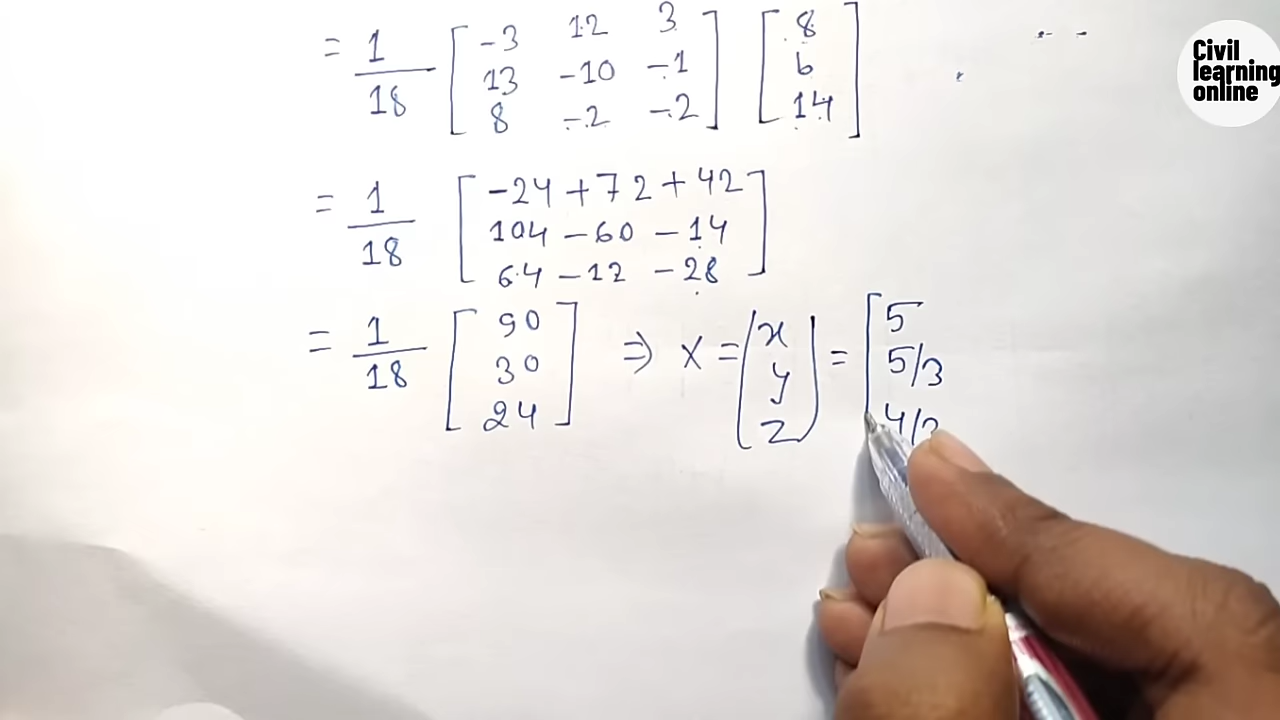 = 1/18 [ -3 12 3 ; 13 -10 -1 ; 8 -2 -2 ] [ 8 ; 6 ; 14 ]
Civil
learning
online
= 1/18 [ -24 + 72 + 42 ; 104 - 60 - 14 ; 64 - 12 - 28 ]
= 1/18 [ 90 ; 30 ; 24 ] ⇒ X = ( x ; y ; z ) = [ 5 ; 5/3 ; 4/3